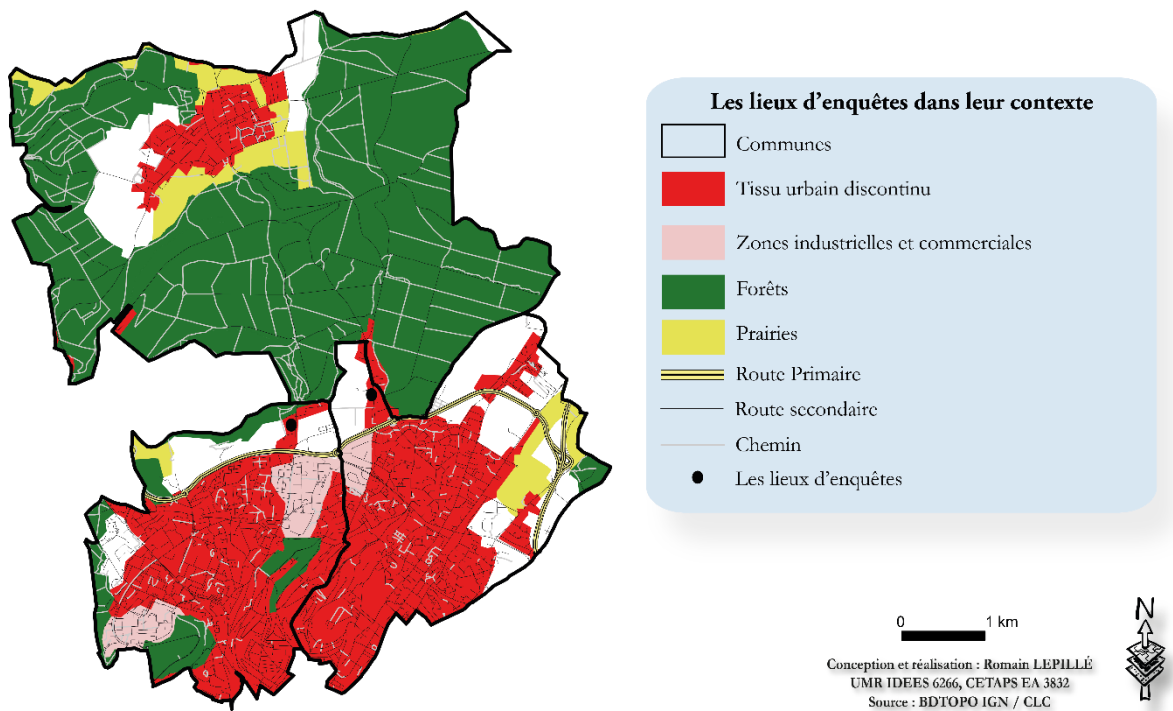 Les lieux d'enquêtes dans leur contexte
Communes
Tissu urbain discontinu
Zones industrielles et commerciales
Forêts
Prairies
Route Primaire
Route secondaire
Chemin
Les lieux d'enquêtes
0 1 km
N
Conception et réalisation : Romain LEPILLÉ
UMR IDEES 6266, CETAPS EA 3832
Source : BDTOPO IGN / CLC